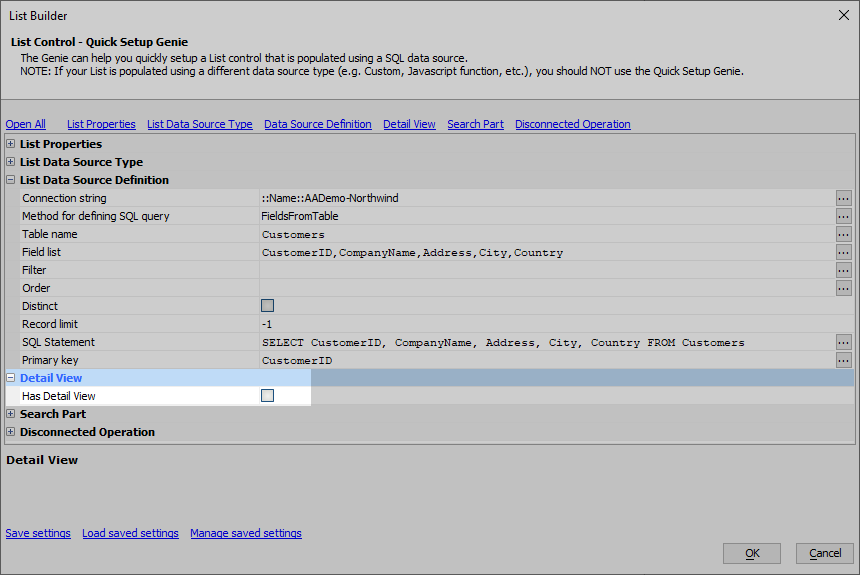 List Builder
List Control - Quick Setup Genie
The Genie can help you quickly setup a List control that is populated using a SQL data source.
NOTE: If your List is populated using a different data source type (e.g. Custom, Javascript function, etc.), you should NOT use the Quick Setup Genie.
Open All List Properties List Data Source Type Data Source Definition Detail View Search Part Disconnected Operation
List Properties
List Data Source Type
List Data Source Definition
Connection string ::Name::AADemo-Northwind ...
Method for defining SQL query FieldsFromTable ...
Table name Customers ...
Field list CustomerID,CompanyName,Address,City,Country ...
Filter ...
Order ...
Distinct
Record limit -1
SQL Statement SELECT CustomerID, CompanyName, Address, City, Country FROM Customers ...
Primary key CustomerID ...
Detail View
Has Detail View
Search Part
Disconnected Operation
Detail View
Save settings Load saved settings Manage saved settings
OK Cancel